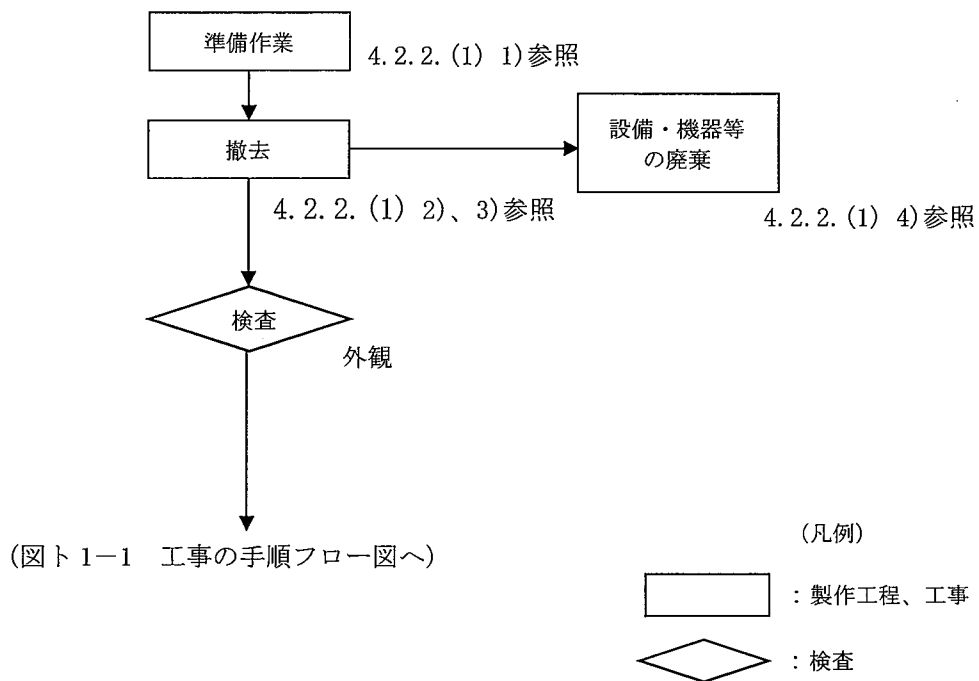 準備作業
4.2.2.(1) 1)参照
撤去
設備・機器等
の廃棄
4.2.2.(1) 2)、3)参照
4.2.2.(1) 4)参照
検査
外観
(図ト1－1　工事の手順フロー図へ)
(凡例)
：製作工程、工事
：検査